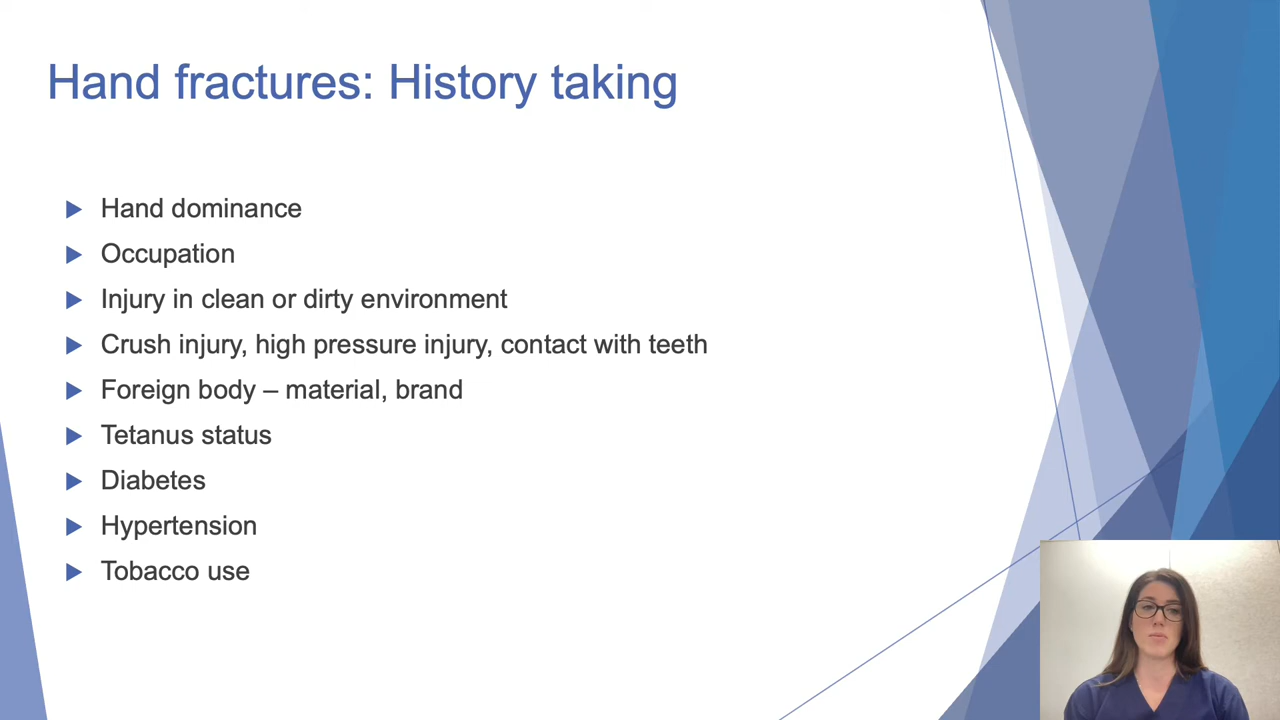 Hand fractures: History taking
Hand dominance
Occupation
Injury in clean or dirty environment
Crush injury, high pressure injury, contact with teeth
Foreign body – material, brand
Tetanus status
Diabetes
Hypertension
Tobacco use